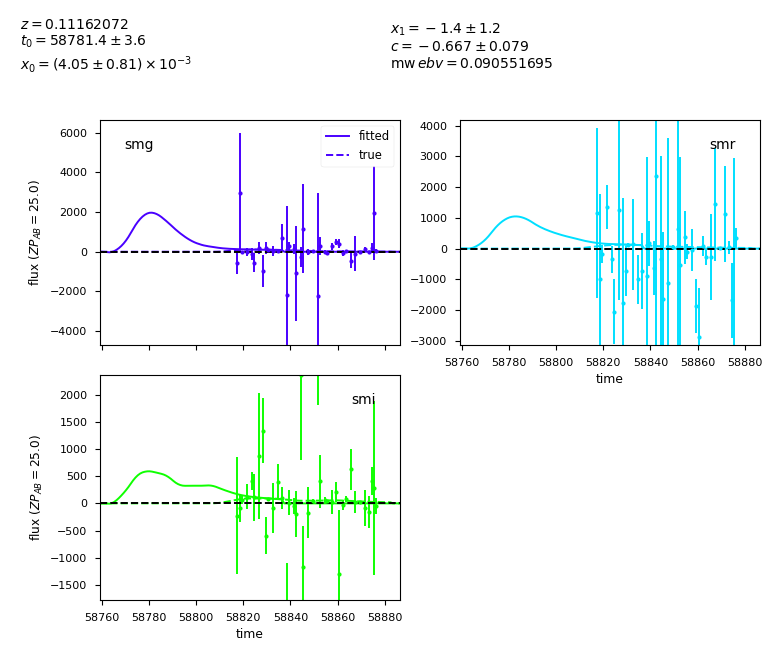 z = 0.11162072
t₀ = 58781.4 ± 3.6
x₀ = (4.05 ± 0.81) × 10⁻³
x₁ = −1.4 ± 1.2
c = −0.667 ± 0.079
mw ebv = 0.090551695
smg
fitted
true
6000
4000
2000
0
−2000
−4000
flux (ZP_AB = 25.0)
smr
4000
3000
2000
1000
0
−1000
−2000
−3000
58760 58780 58800 58820 58840 58860 58880
time
smi
2000
1500
1000
500
0
−500
−1000
−1500
flux (ZP_AB = 25.0)
58760 58780 58800 58820 58840 58860 58880
time